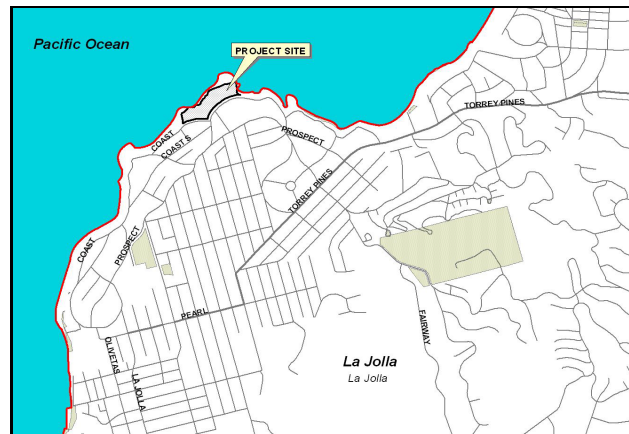 Pacific Ocean
PROJECT SITE
TORREY PINES
PROSPECT
COAST
COAST S
TORREY PINES
PROSPECT
COAST
PEARL
FAIRWAY
OLIVETAS
LA JOLLA
La Jolla
La Jolla